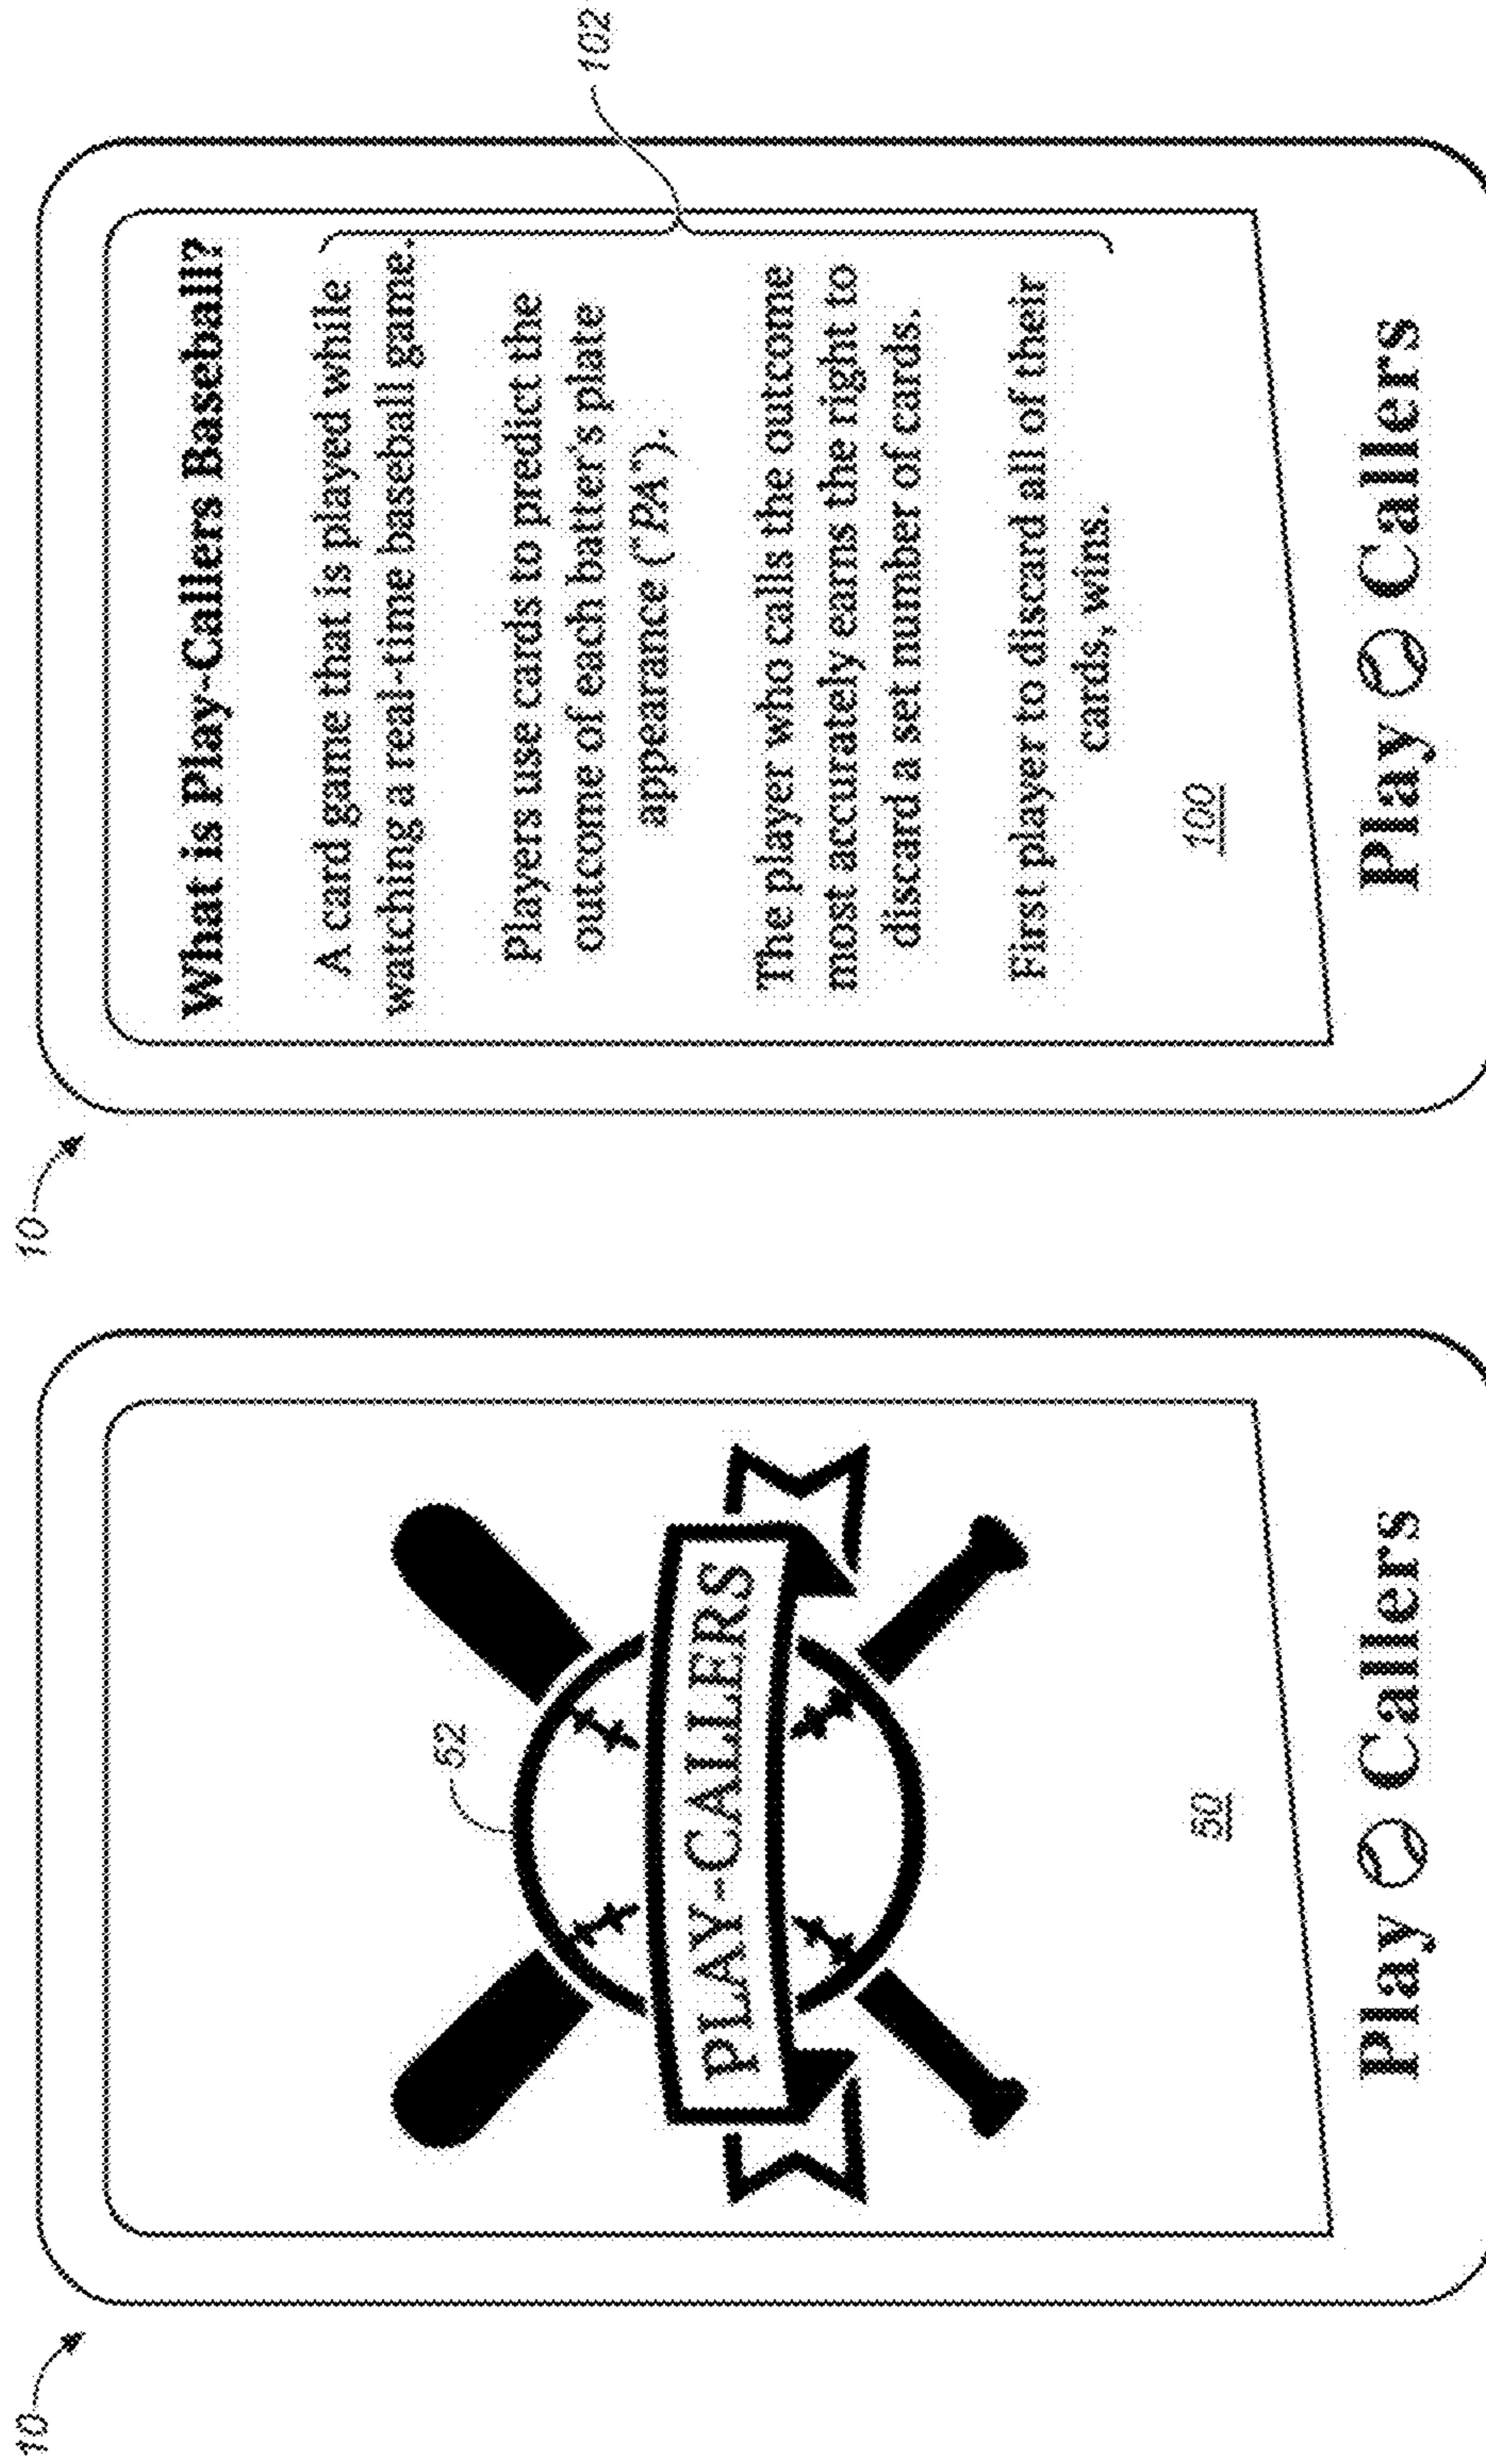 10
52
PLAY-CALLERS
50
Play Callers
10
What is Play-Callers Baseball?
A card game that is played while
watching a real-time baseball game.
Players use cards to predict the
outcome of each batter's plate
appearance ("PA").
The player who calls the outcome
most accurately earns the right to
discard a set number of cards.
First player to discard all of their
cards, wins.
102
100
Play Callers